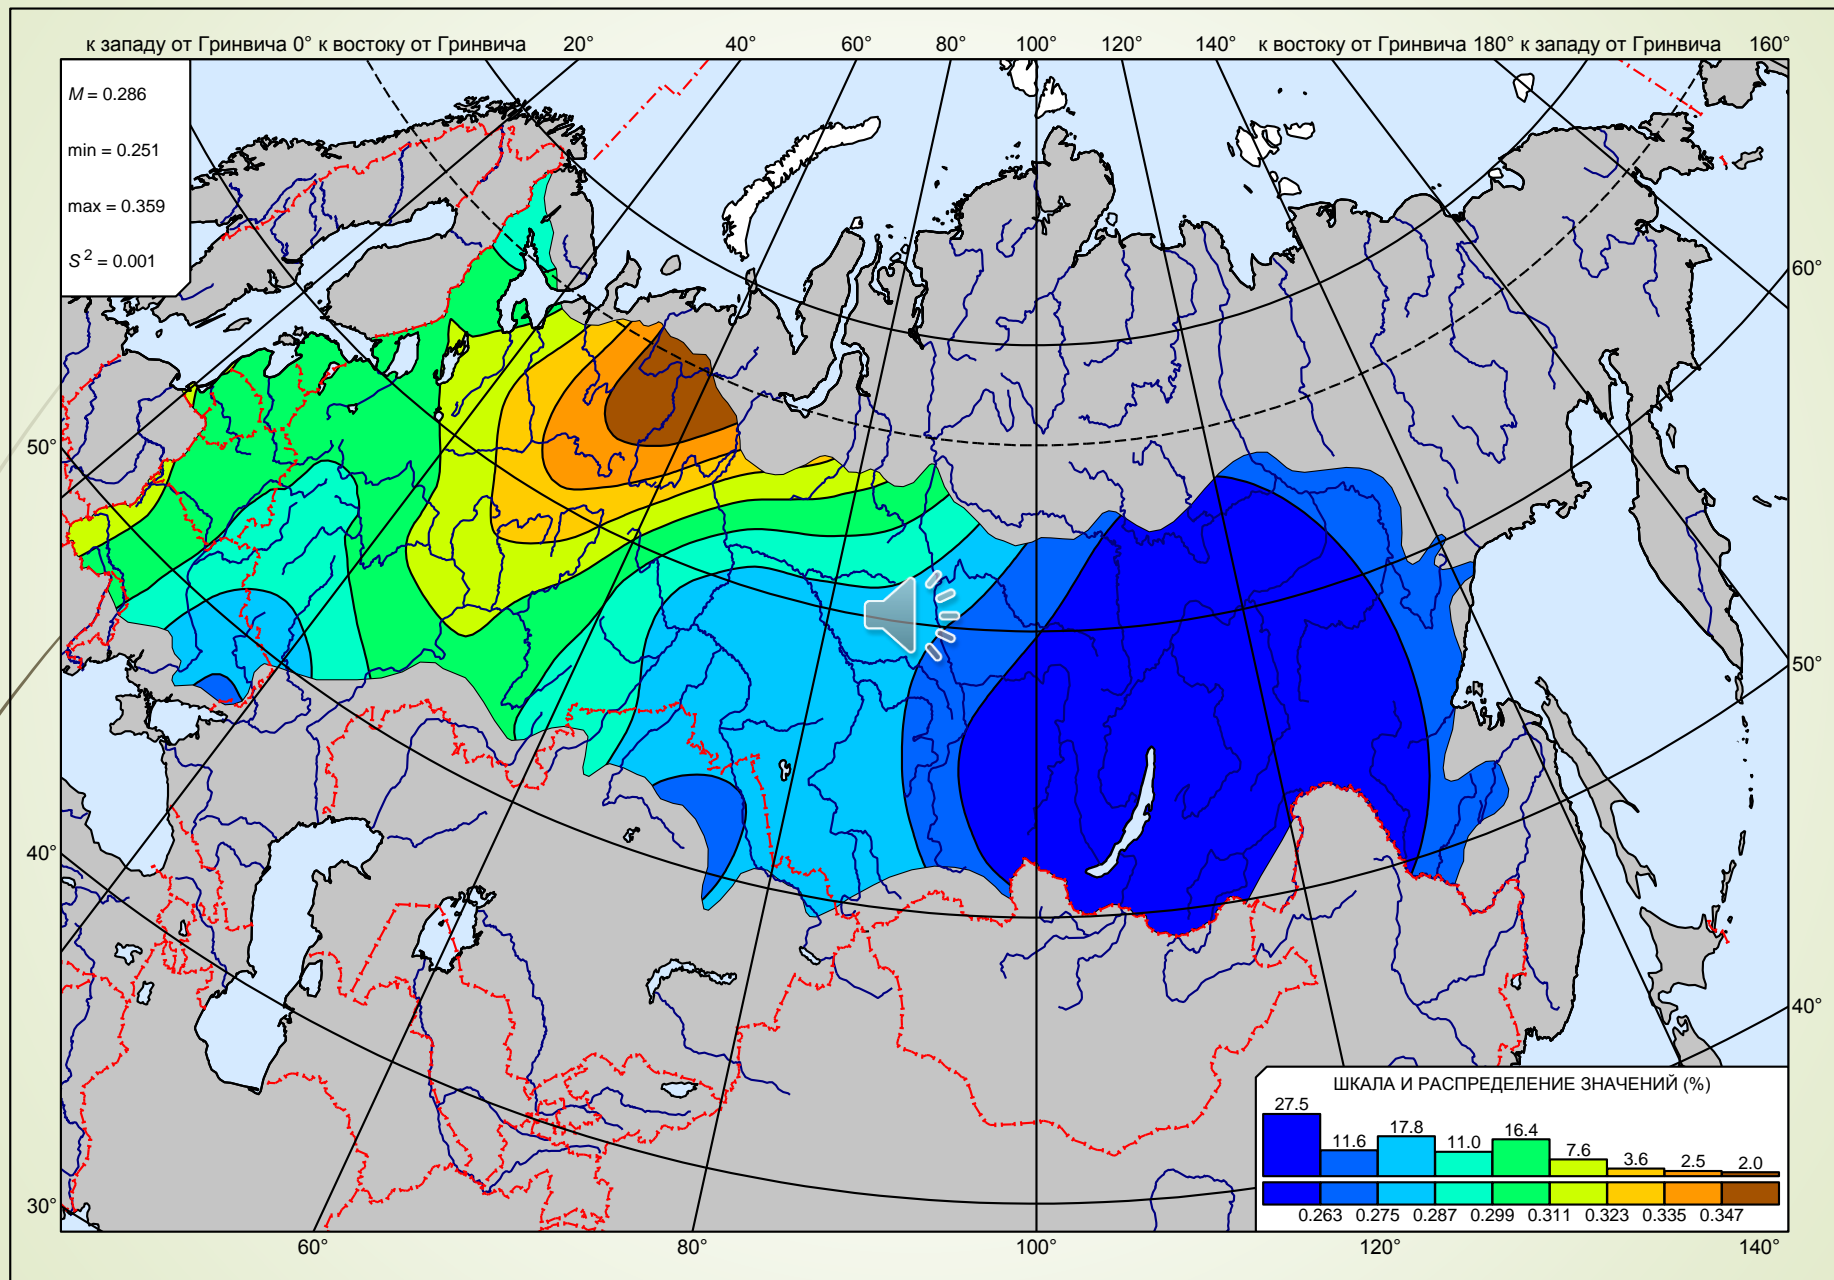 к западу от Гринвича 0° к востоку от Гринвича 20° 40° 60° 80° 100° 120° 140° к востоку от Гринвича 180° к западу от Гринвича 160°
M = 0.286
min = 0.251
max = 0.359
S² = 0.001
60°
50°
50°
40°
40°
30°
ШКАЛА И РАСПРЕДЕЛЕНИЕ ЗНАЧЕНИЙ (%)
27.5 11.6 17.8 11.0 16.4 7.6 3.6 2.5 2.0
0.263 0.275 0.287 0.299 0.311 0.323 0.335 0.347
60° 80° 100° 120° 140°